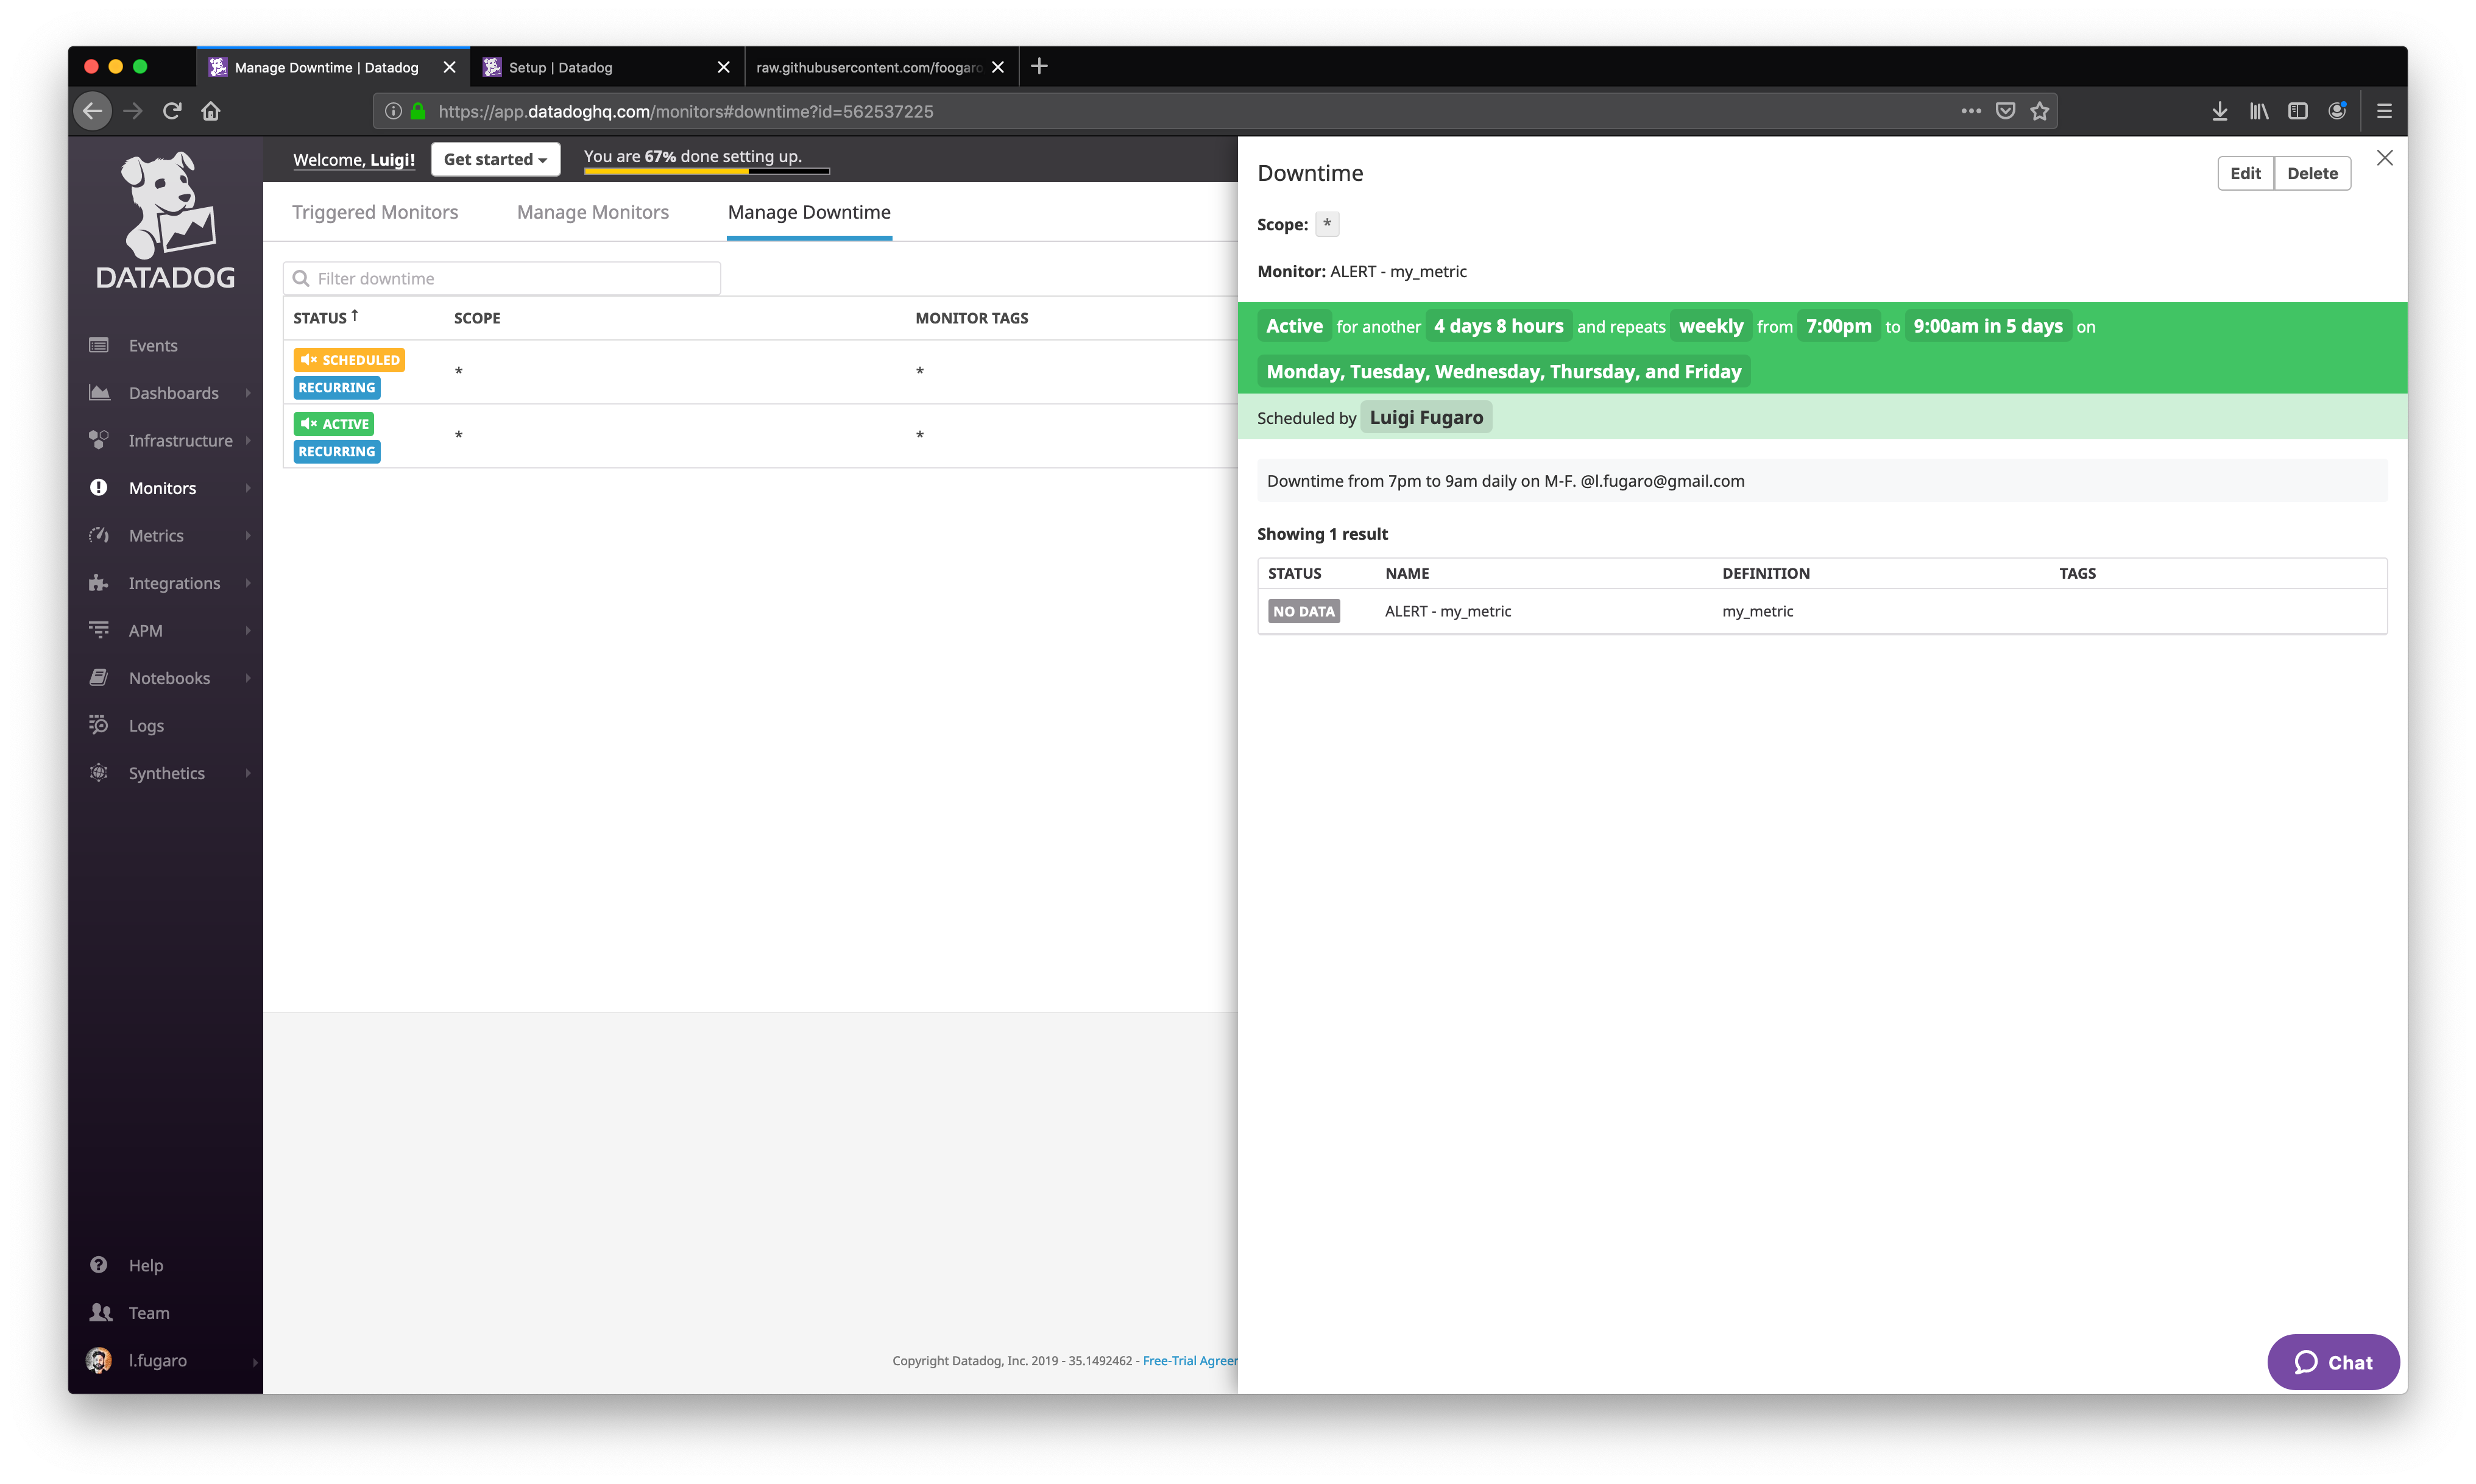 Manage Downtime | Datadog
Setup | Datadog
raw.githubusercontent.com/foogaro
https://app.datadoghq.com/monitors#downtime?id=562537225
DATADOG
Events
Dashboards
Infrastructure
Monitors
Metrics
Integrations
APM
Notebooks
Logs
Synthetics
Help
Team
l.fugaro
Welcome, Luigi!
Get started
You are 67% done setting up.
Triggered Monitors
Manage Monitors
Manage Downtime
Filter downtime
STATUS SCOPE MONITOR TAGS
SCHEDULED
RECURRING
* *
ACTIVE
RECURRING
* *
Copyright Datadog, Inc. 2019 - 35.1492462 - Free-Trial Agreer
Downtime
Edit
Delete
Scope: *
Monitor: ALERT - my_metric
Active for another 4 days 8 hours and repeats weekly from 7:00pm to 9:00am in 5 days on
Monday, Tuesday, Wednesday, Thursday, and Friday
Scheduled by Luigi Fugaro
Downtime from 7pm to 9am daily on M-F. @l.fugaro@gmail.com
Showing 1 result
STATUS NAME DEFINITION TAGS
NO DATA ALERT - my_metric my_metric
Chat